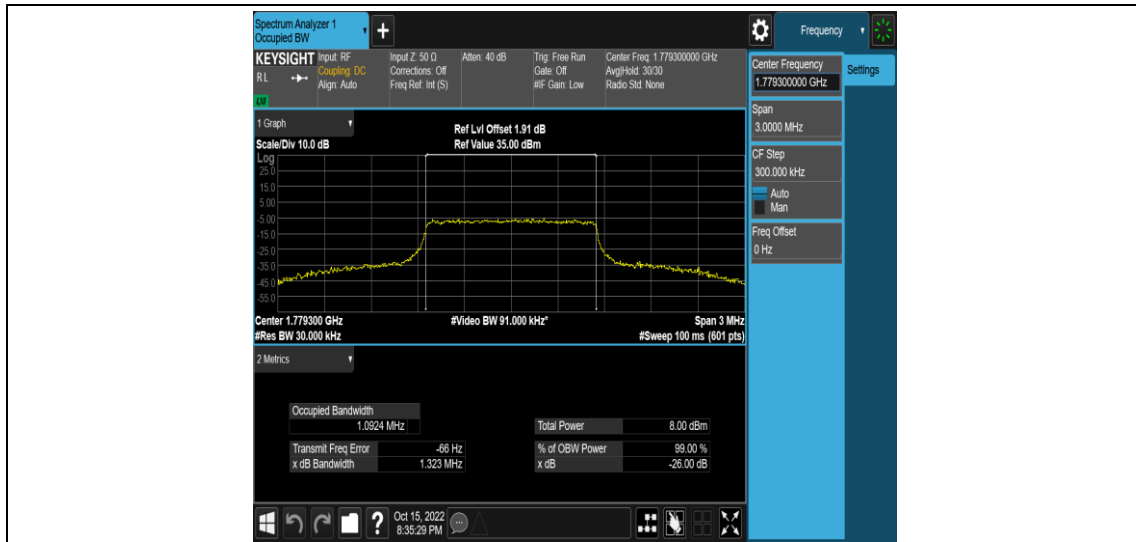 Spectrum Analyzer 1
Occupied BW
+
Frequency
KEYSIGHT
Input: RF
Input Z: 50 Ω
Atten: 40 dB
Trig: Free Run
Center Freq: 1.779300000 GHz
RL
Coupling: DC
Corrections: Off
Gate: Off
Avg|Hold: 30/30
Align: Auto
Freq Ref: Int (S)
#IF Gain: Low
Radio Std: None
LXI
Center Frequency
1.779300000 GHz
Settings
Span
3.0000 MHz
CF Step
300.000 kHz
Auto
Man
Freq Offset
0 Hz
1 Graph
Ref Lvl Offset 1.91 dB
Scale/Div 10.0 dB
Ref Value 35.00 dBm
Log
25.0
15.0
5.00
-5.00
-15.0
-25.0
-35.0
-45.0
-55.0
Center 1.779300 GHz
#Video BW 91.000 kHz*
Span 3 MHz
#Res BW 30.000 kHz
#Sweep 100 ms (601 pts)
2 Metrics
Occupied Bandwidth
1.0924 MHz
Total Power
8.00 dBm
Transmit Freq Error
-66 Hz
% of OBW Power
99.00 %
x dB Bandwidth
1.323 MHz
x dB
-26.00 dB
?
Oct 15, 2022
8:35:29 PM